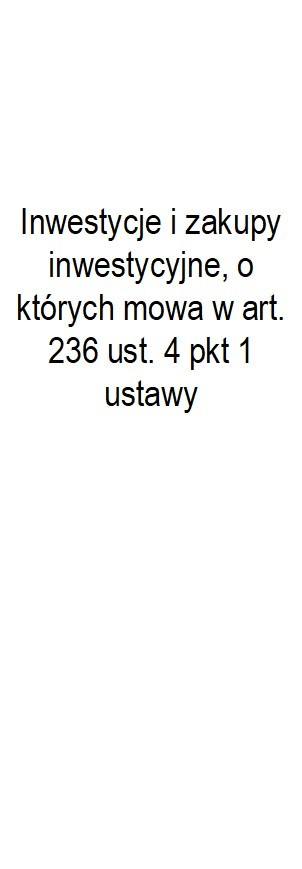 Inwestycje i zakupy
inwestycyjne, o
których mowa w art.
236 ust. 4 pkt 1
ustawy